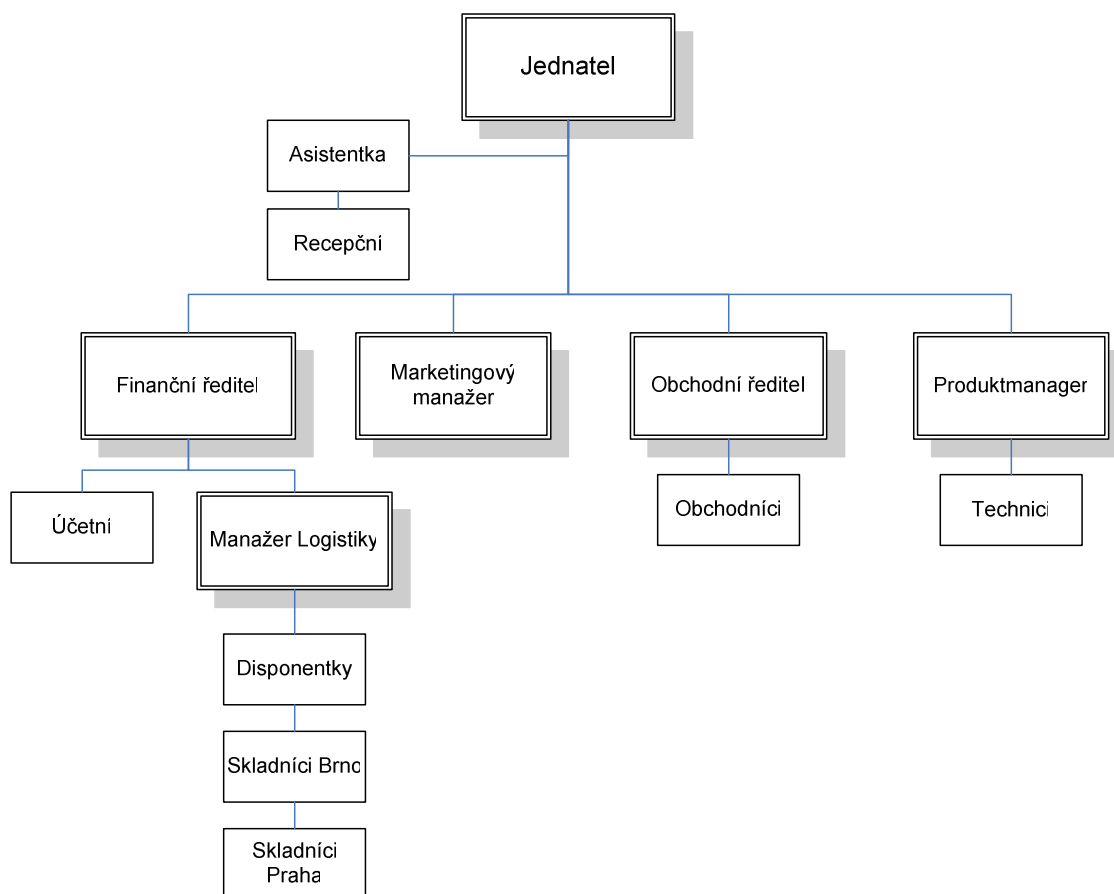 Jednatel
Asistentka
Recepční
Finanční ředitel
Marketingový
manažer
Obchodní ředitel
Produktmanager
Účetní
Manažer Logistiky
Obchodníci
Technici
Disponentky
Skladníci Brno
Skladníci
Praha